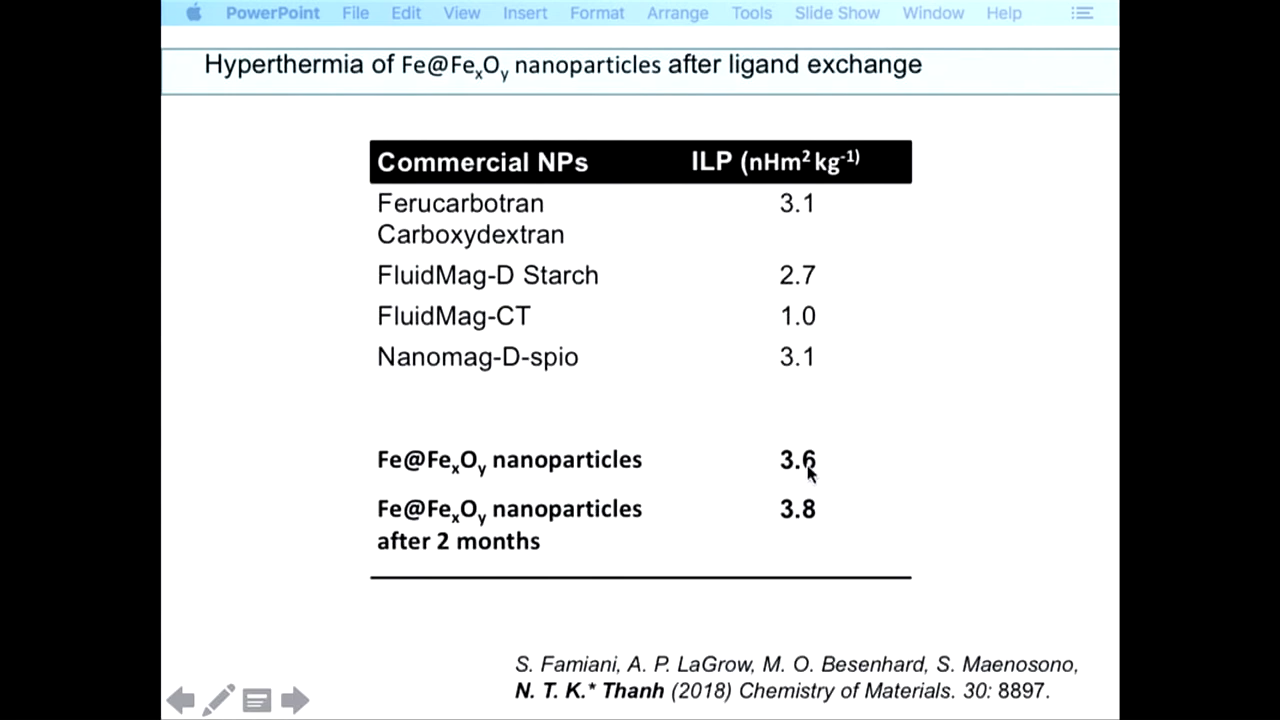 PowerPoint File Edit View Insert Format Arrange Tools Slide Show Window Help
Hyperthermia of Fe@FexOy nanoparticles after ligand exchange
Commercial NPs ILP (nHm² kg⁻¹)
Ferucarbotran 3.1
Carboxydextran
FluidMag-D Starch 2.7
FluidMag-CT 1.0
Nanomag-D-spio 3.1
Fe@FexOy nanoparticles 3.6
Fe@FexOy nanoparticles 3.8
after 2 months
S. Famiani, A. P. LaGrow, M. O. Besenhard, S. Maenosono,
N. T. K.* Thanh (2018) Chemistry of Materials. 30: 8897.